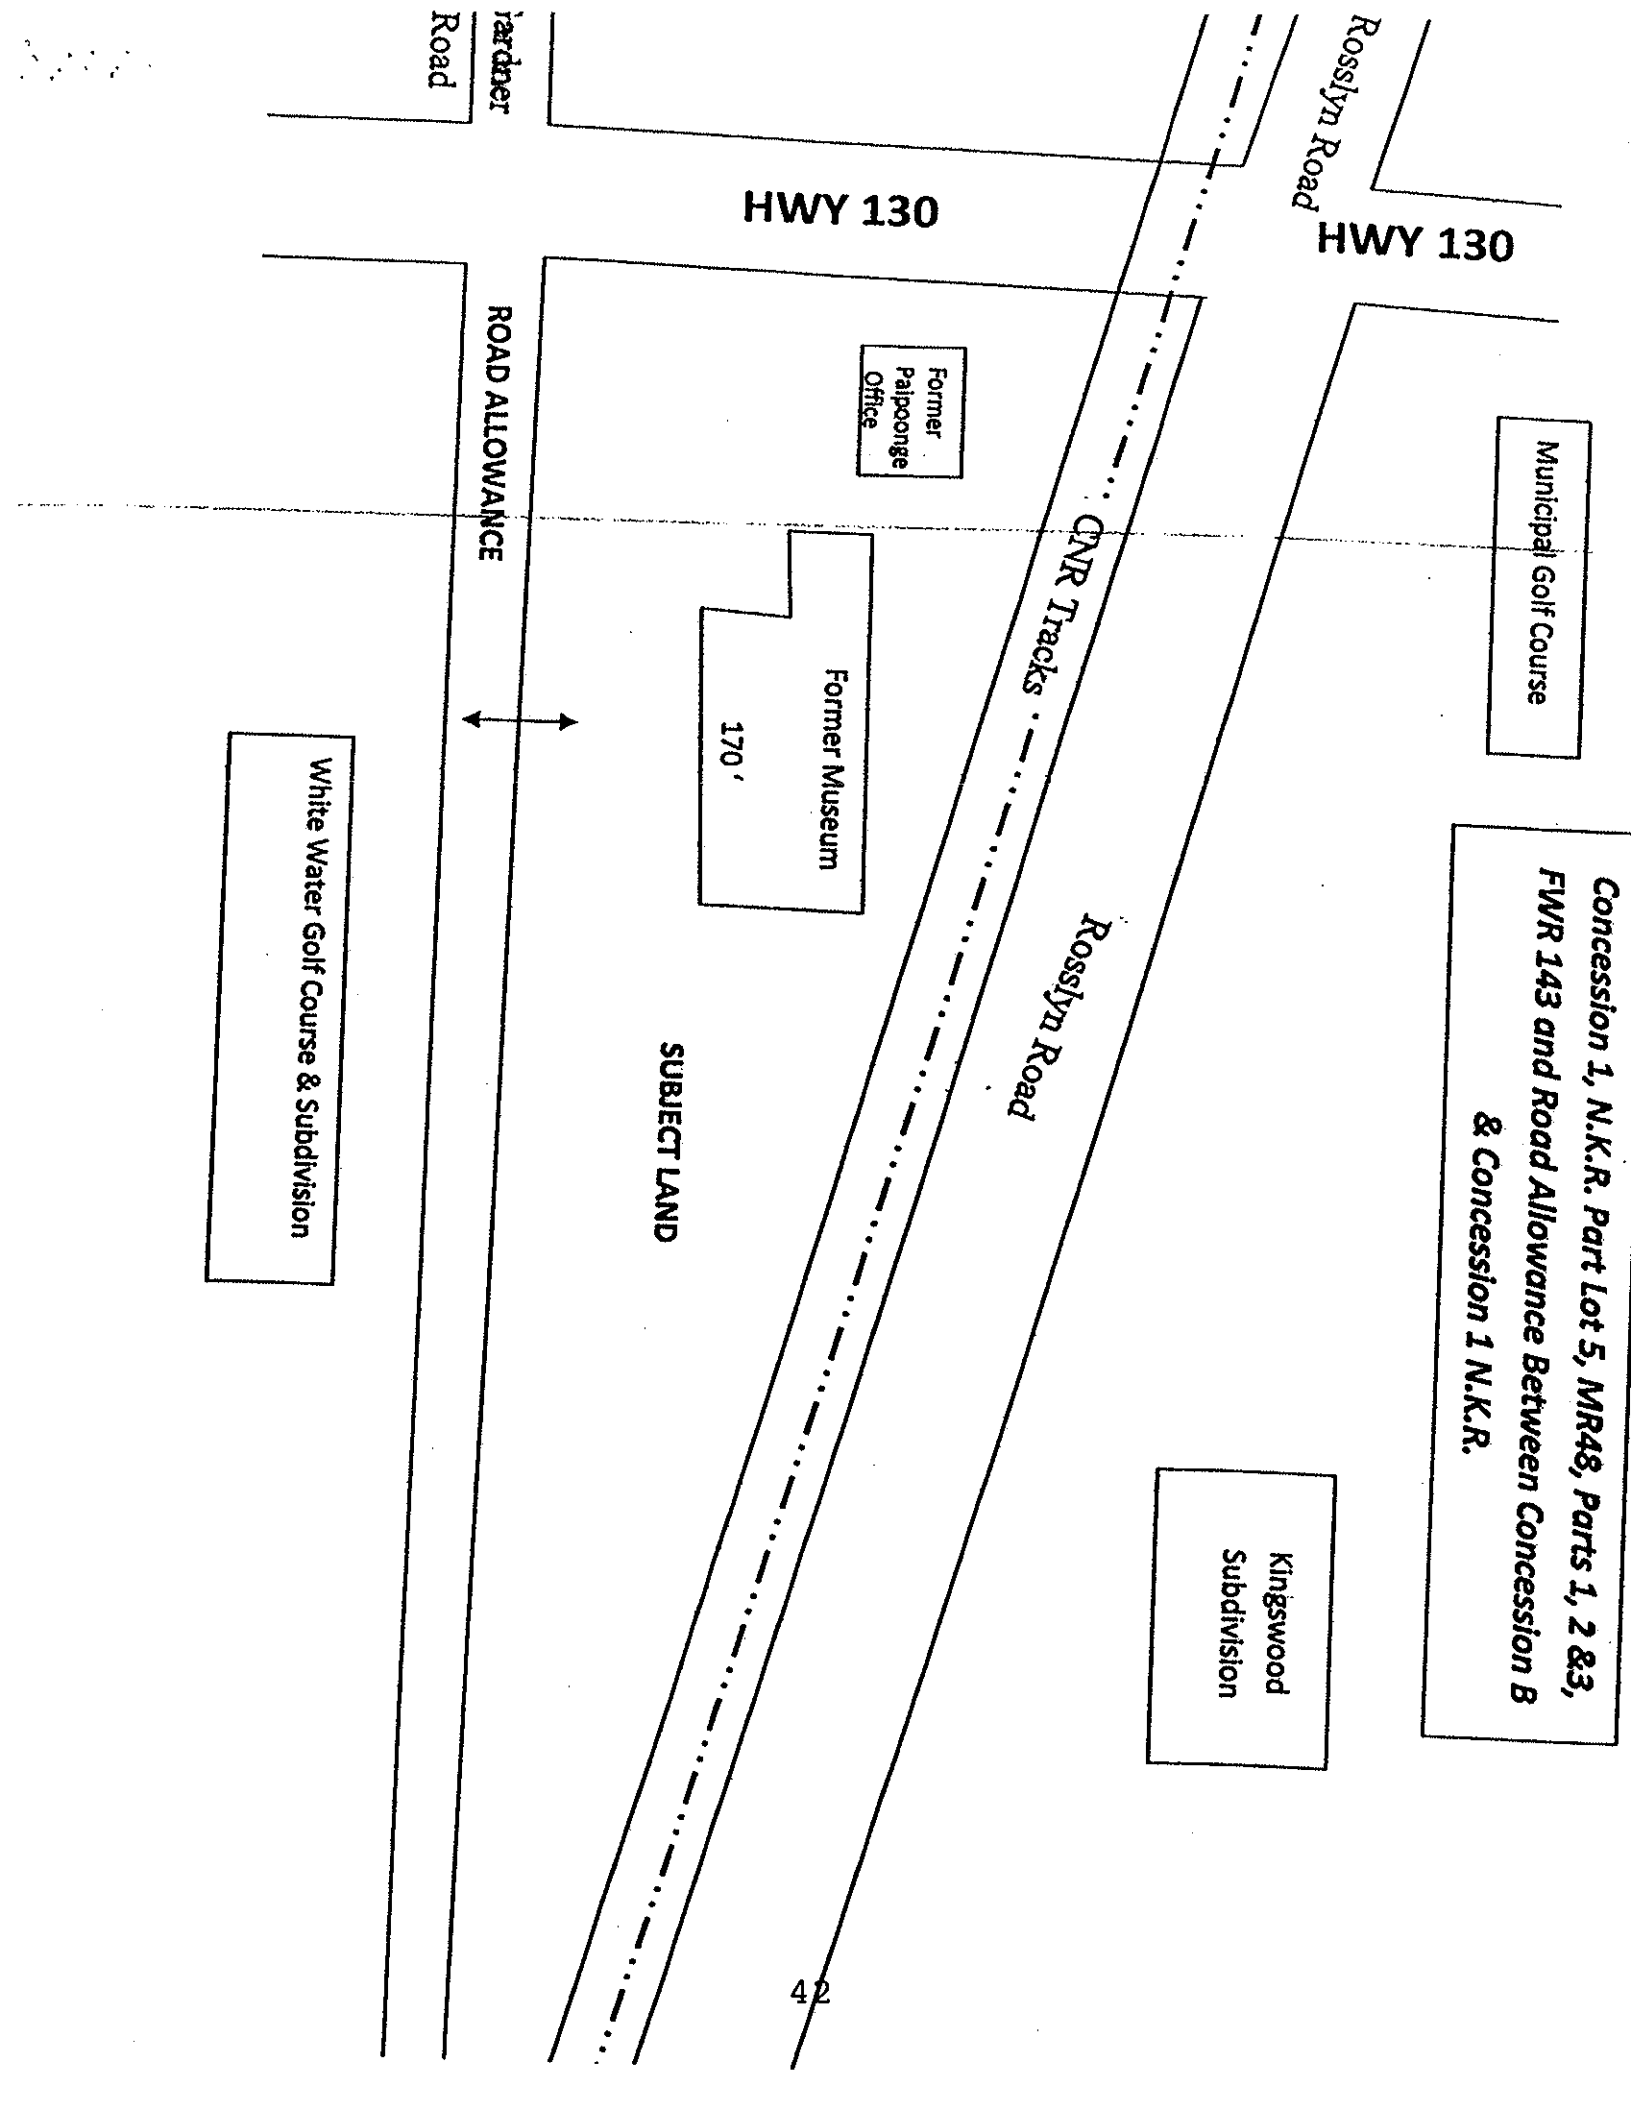 Concession 1, N.K.R. Part Lot 5, MR48, Parts 1, 2 &3,
FWR 143 and Road Allowance Between Concession B
& Concession 1 N.K.R.
Municipal Golf Course
Kingswood
Subdivision
Rosslyn Road
HWY 130
HWY 130
Rosslyn Road
CNR Tracks
Former
Paipoonge
Office
Former Museum
170'
SUBJECT LAND
ardner
Road
ROAD ALLOWANCE
White Water Golf Course & Subdivision
42